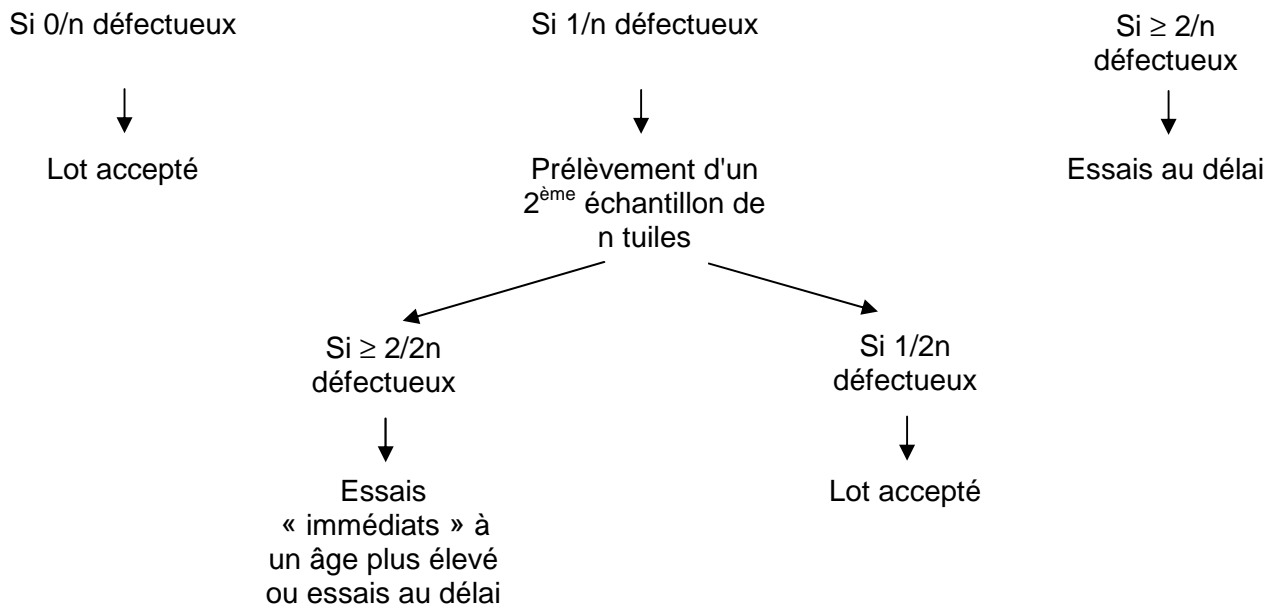 Si 0/n défectueux
Lot accepté
Si 1/n défectueux
Prélèvement d'un
2ème échantillon de
n tuiles
Si ≥ 2/n
défectueux
Essais au délai
Si ≥ 2/2n
défectueux
Essais
« immédiats » à
un âge plus élevé
ou essais au délai
Si 1/2n
défectueux
Lot accepté